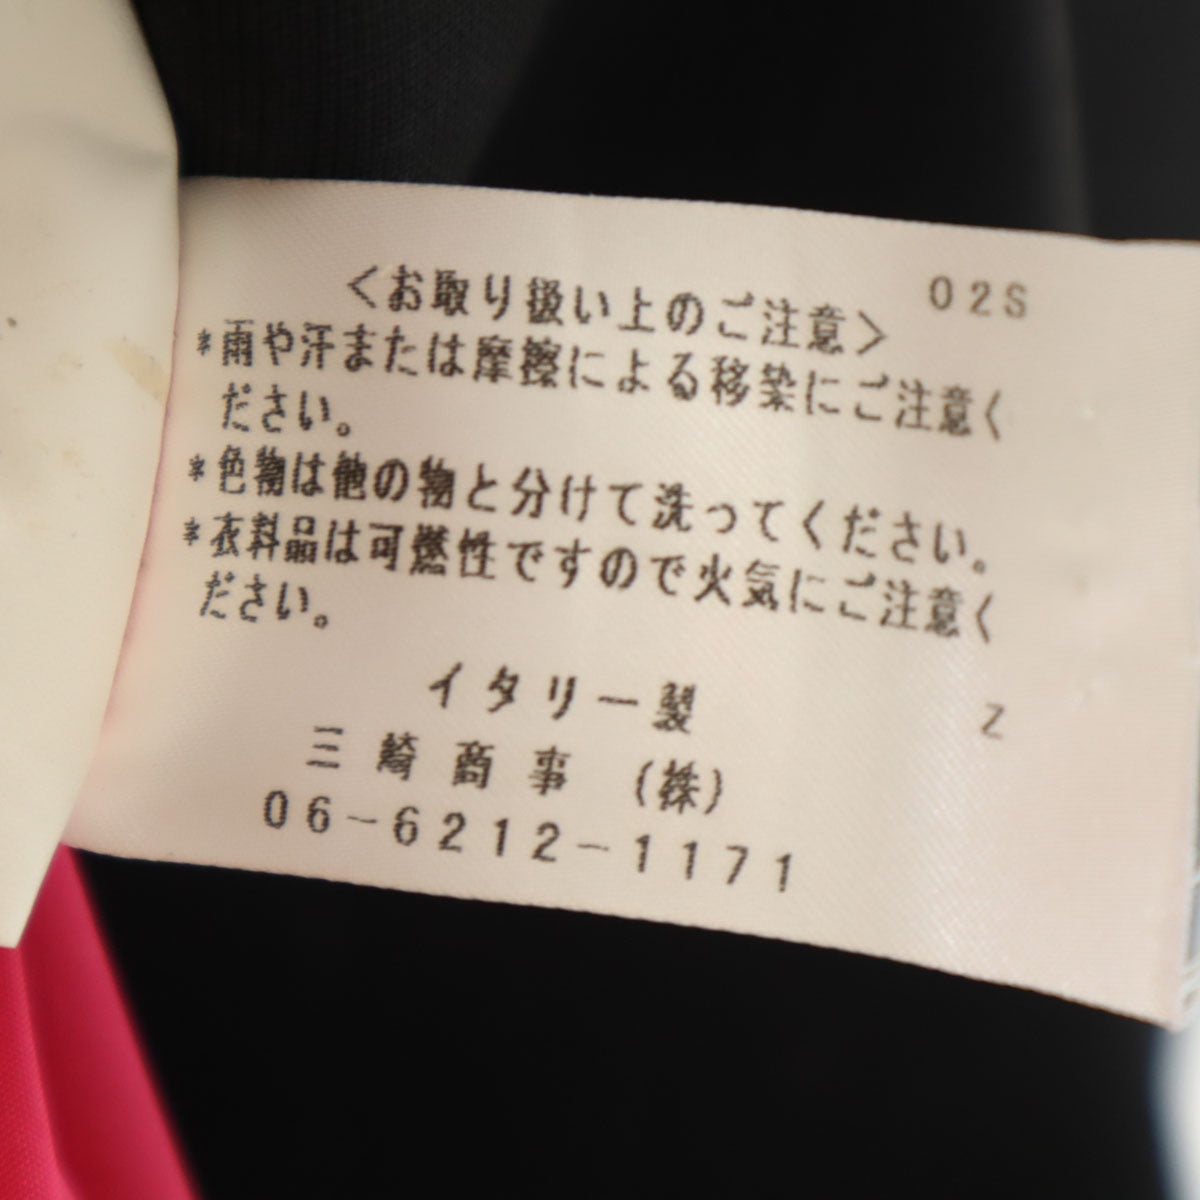 02S
<お取り扱い上のご注意>
*雨や汗または摩擦による移染にご注意く
ださい。
*色物は他の物と分けて洗ってください。
*衣料品は可燃性ですので火気にご注意く
ださい。
イタリー製
Z
三崎商事 (株)
06-6212-1171